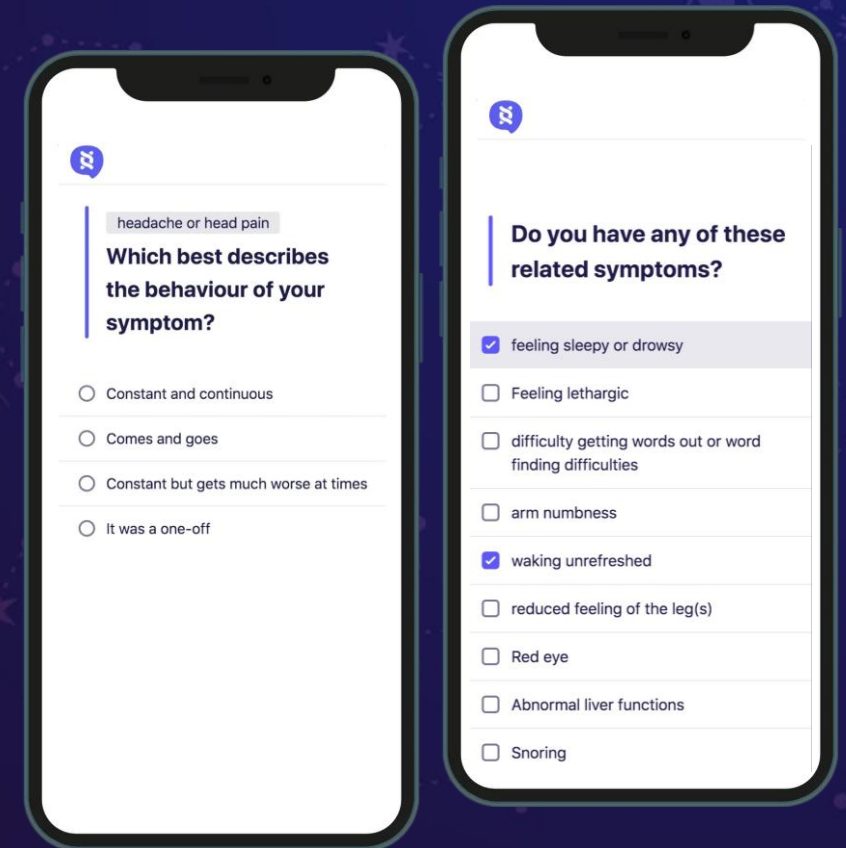 headache or head pain
Which best describes
the behaviour of your
symptom?
Constant and continuous
Comes and goes
Constant but gets much worse at times
It was a one-off
Do you have any of these
related symptoms?
feeling sleepy or drowsy
Feeling lethargic
difficulty getting words out or word
finding difficulties
arm numbness
waking unrefreshed
reduced feeling of the leg(s)
Red eye
Abnormal liver functions
Snoring